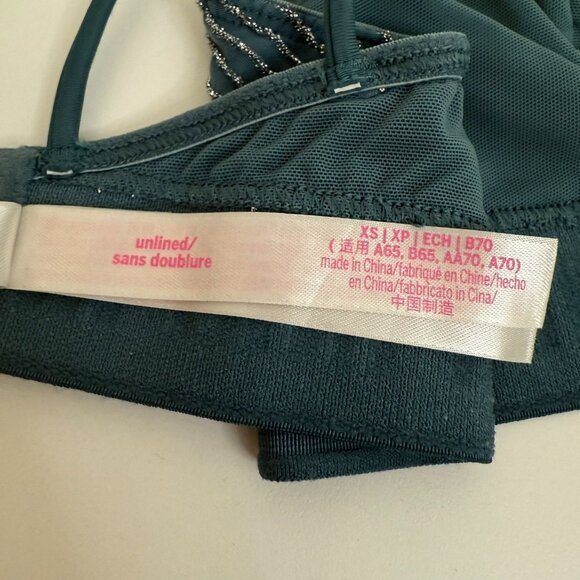 unlined/
sans doublure
XS | XP | ECH | B70
( 适用 A65, B65, AA70, A70)
made in China/fabriqué en Chine/hecho
en China/fabbricato in Cina/
中国制造